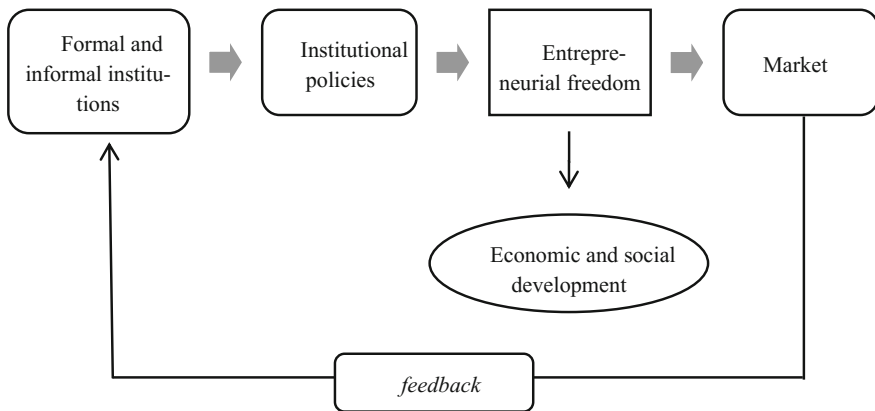 Formal and
informal institu-
tions
Institutional
policies
Entrepre-
neurial freedom
Market
Economic and social
development
feedback